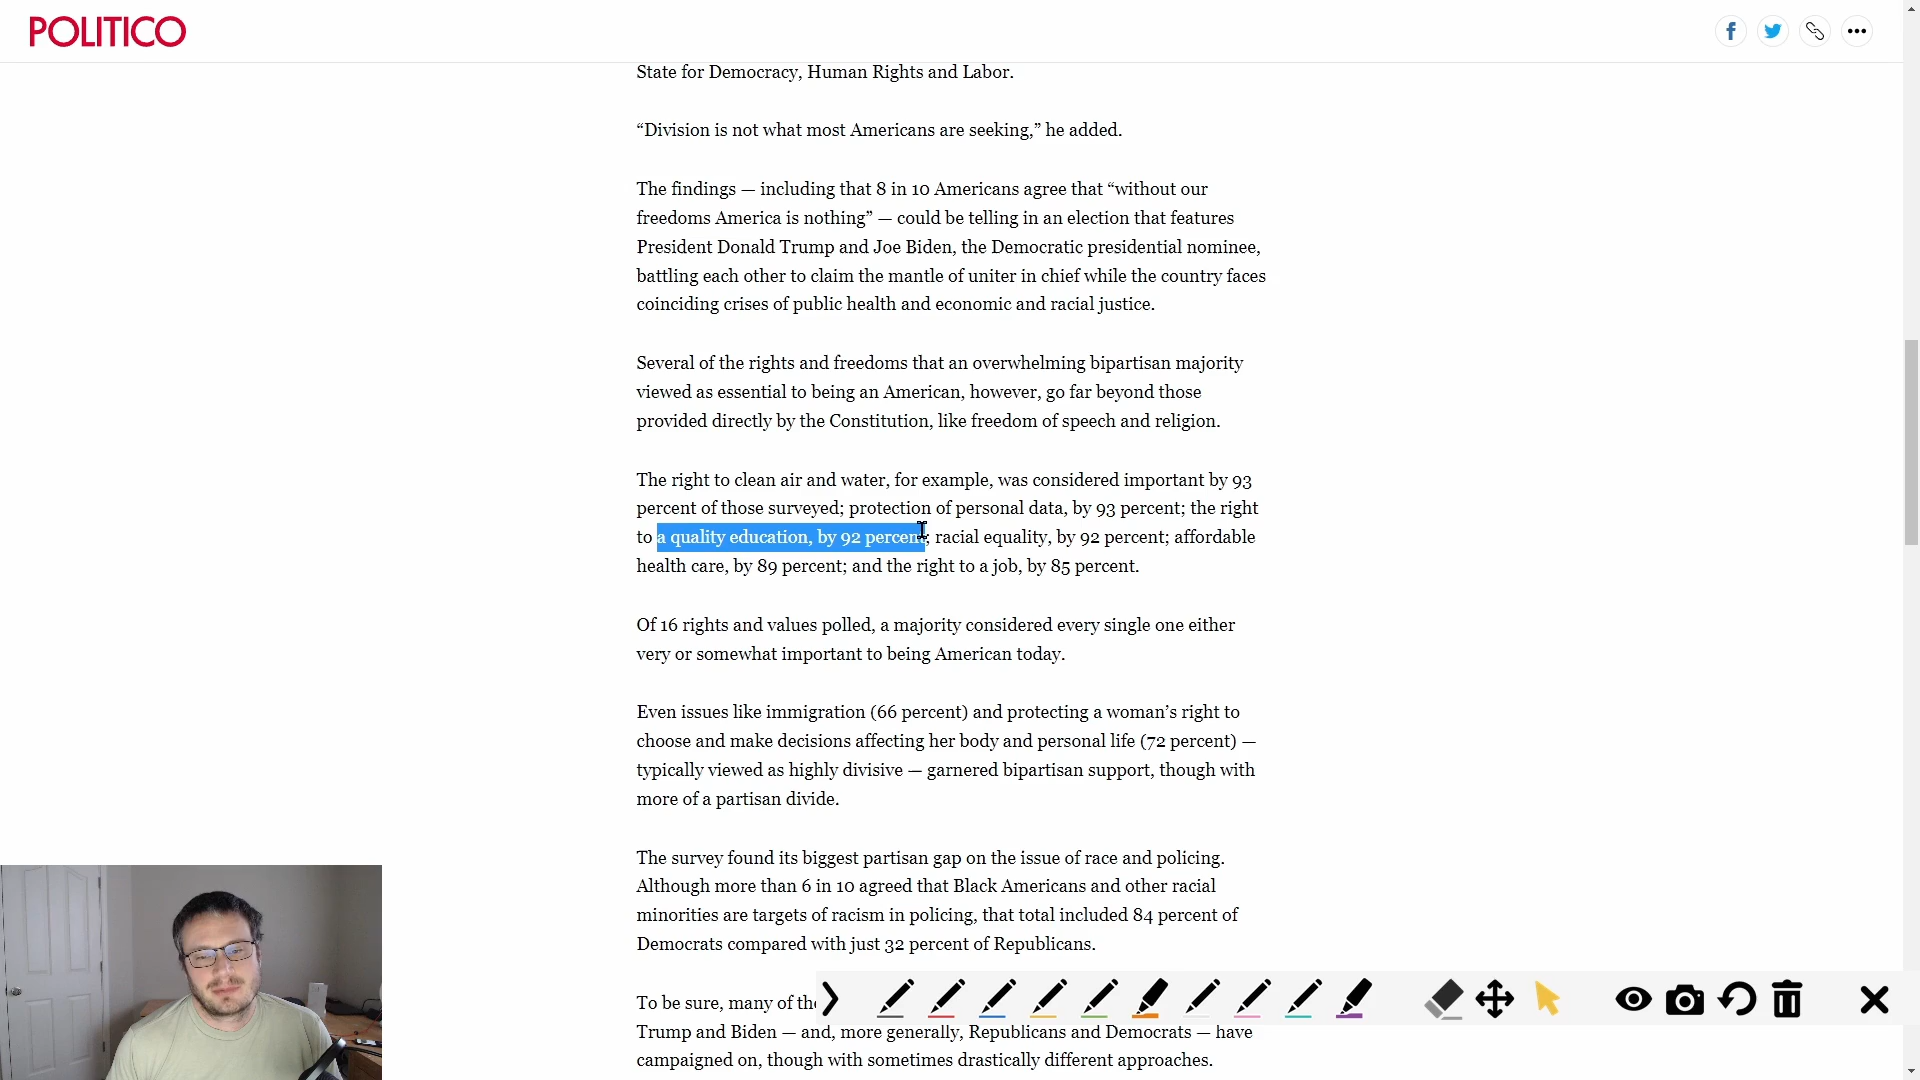 POLITICO
State for Democracy, Human Rights and Labor.
“Division is not what most Americans are seeking,” he added.
The findings — including that 8 in 10 Americans agree that “without our
freedoms America is nothing” — could be telling in an election that features
President Donald Trump and Joe Biden, the Democratic presidential nominee,
battling each other to claim the mantle of uniter in chief while the country faces
coinciding crises of public health and economic and racial justice.
Several of the rights and freedoms that an overwhelming bipartisan majority
viewed as essential to being an American, however, go far beyond those
provided directly by the Constitution, like freedom of speech and religion.
The right to clean air and water, for example, was considered important by 93
percent of those surveyed; protection of personal data, by 93 percent; the right
to a quality education, by 92 percent; racial equality, by 92 percent; affordable
health care, by 89 percent; and the right to a job, by 85 percent.
Of 16 rights and values polled, a majority considered every single one either
very or somewhat important to being American today.
Even issues like immigration (66 percent) and protecting a woman’s right to
choose and make decisions affecting her body and personal life (72 percent) —
typically viewed as highly divisive — garnered bipartisan support, though with
more of a partisan divide.
The survey found its biggest partisan gap on the issue of race and policing.
Although more than 6 in 10 agreed that Black Americans and other racial
minorities are targets of racism in policing, that total included 84 percent of
Democrats compared with just 32 percent of Republicans.
To be sure, many of
Trump and Biden — and, more generally, Republicans and Democrats — have
campaigned on, though with sometimes drastically different approaches.